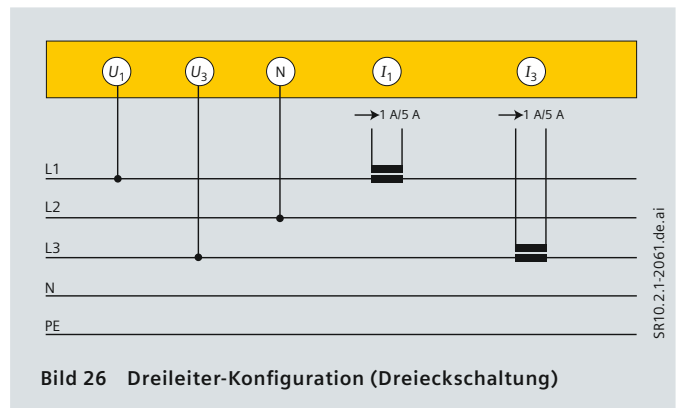 U1 U3 N I1 I3
1 A/5 A 1 A/5 A
L1
L2
L3
N
PE
SR10.2.1-2061.de.ai
Bild 26 Dreileiter-Konfiguration (Dreieckschaltung)